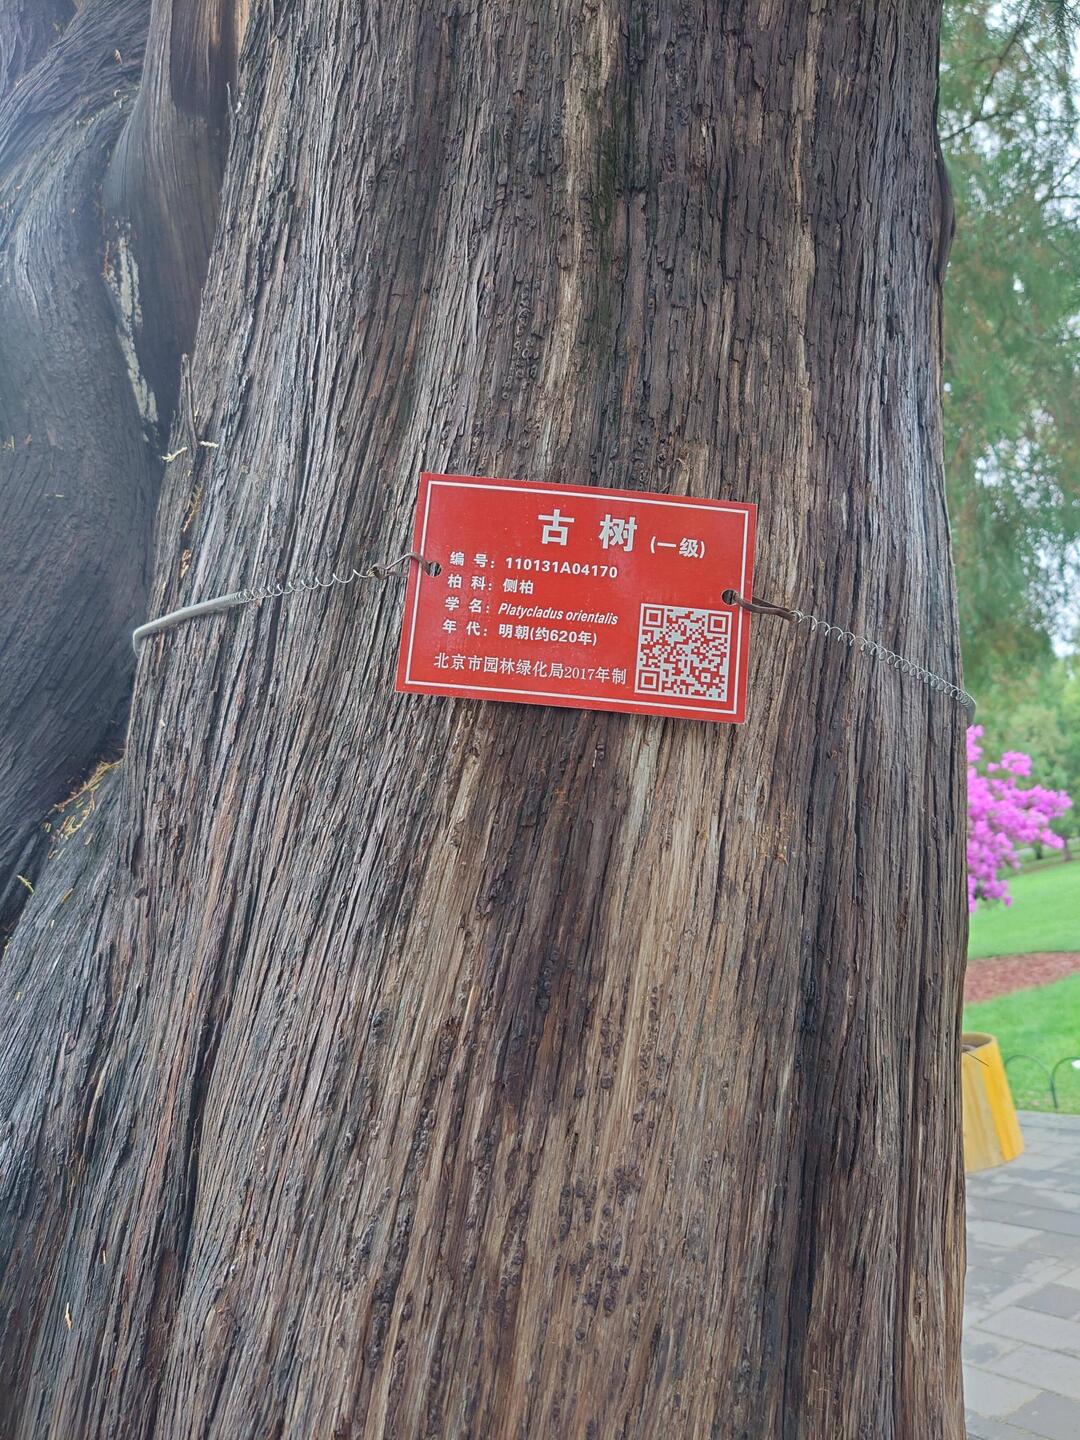 古树(一级)
编号：110131A04170
柏科：侧柏
学名：Platycladus orientalis
年代：明朝(约620年)
北京市园林绿化局2017年制